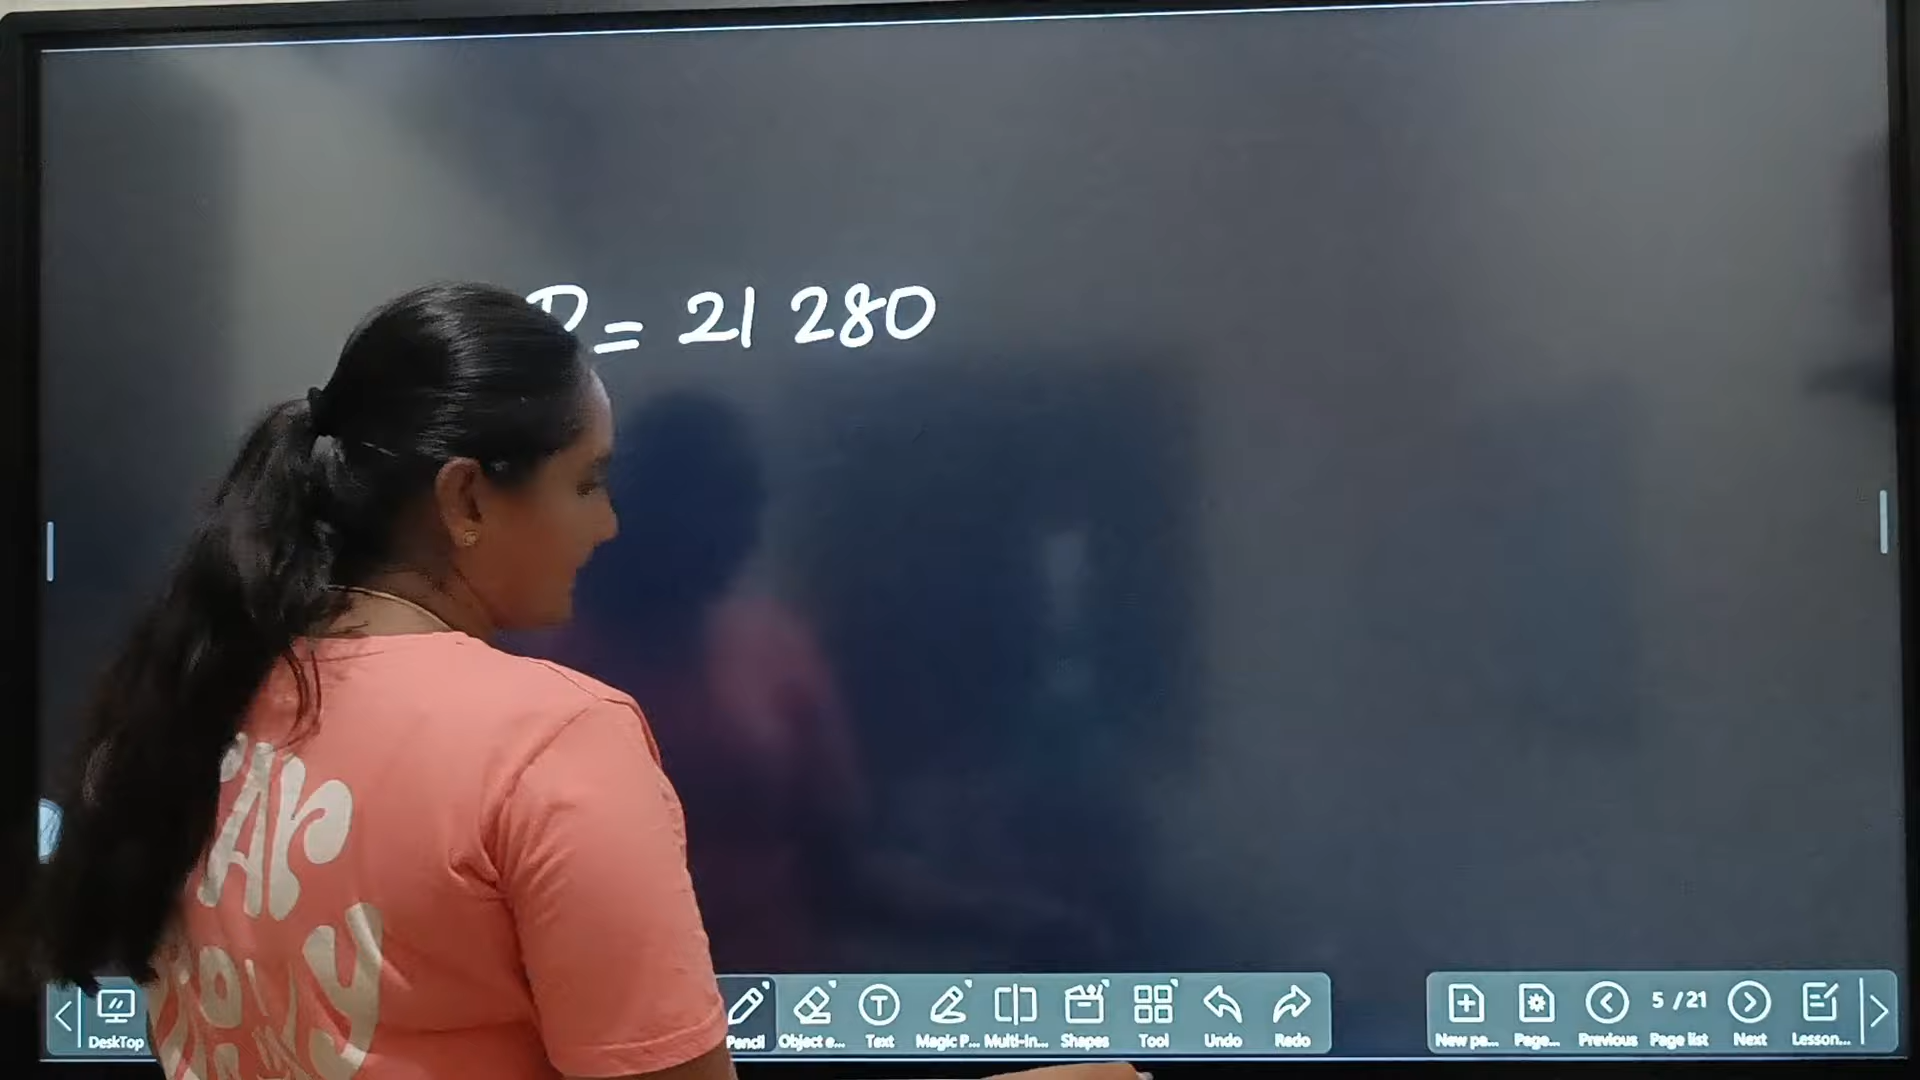 P = 21 280
DeskTop
Pencil
Object e...
Text
Magic P...
Multi-in...
Shapes
Tool
Undo
Redo
New pa...
Page...
Previous
5 /21
Page list
Next
Lesson...